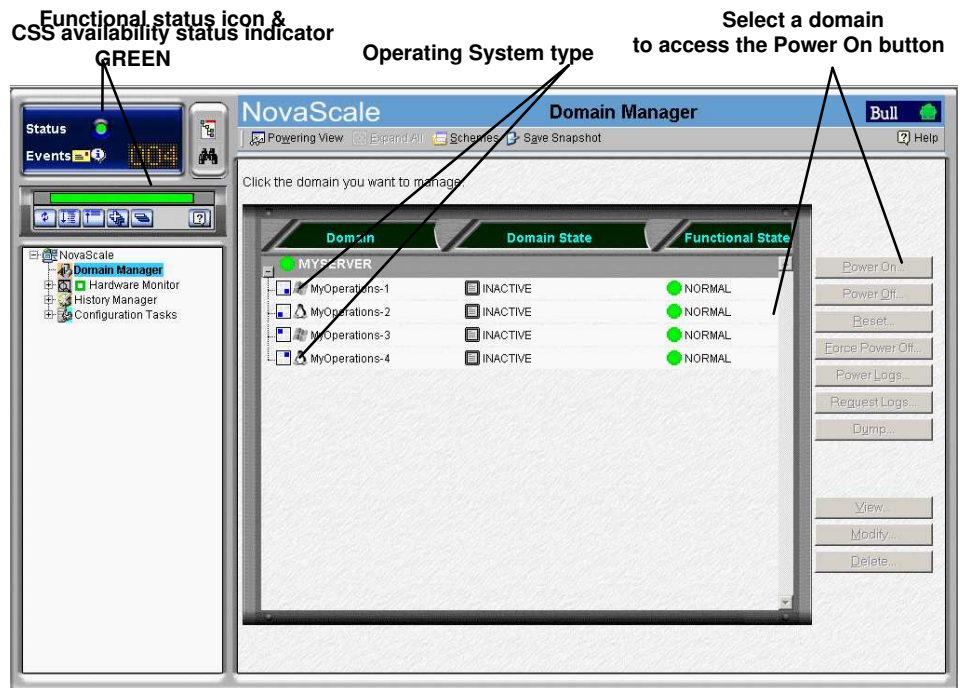 Functional status icon &
CSS availability status indicator
GREEN
Operating System type
Select a domain
to access the Power On button
Status
Events
004
NovaScale
Domain Manager
Bull
Powering View
Expand All
Schemes
Save Snapshot
Help
Click the domain you want to manage:
NovaScale
Domain Manager
Hardware Monitor
History Manager
Configuration Tasks
Domain
Domain State
Functional State
MYSERVER
MyOperations-1
INACTIVE
NORMAL
MyOperations-2
INACTIVE
NORMAL
MyOperations-3
INACTIVE
NORMAL
MyOperations-4
INACTIVE
NORMAL
Power On...
Power Off...
Reset...
Force Power Off...
Power Logs...
Request Logs...
Dump...
View...
Modify...
Delete...